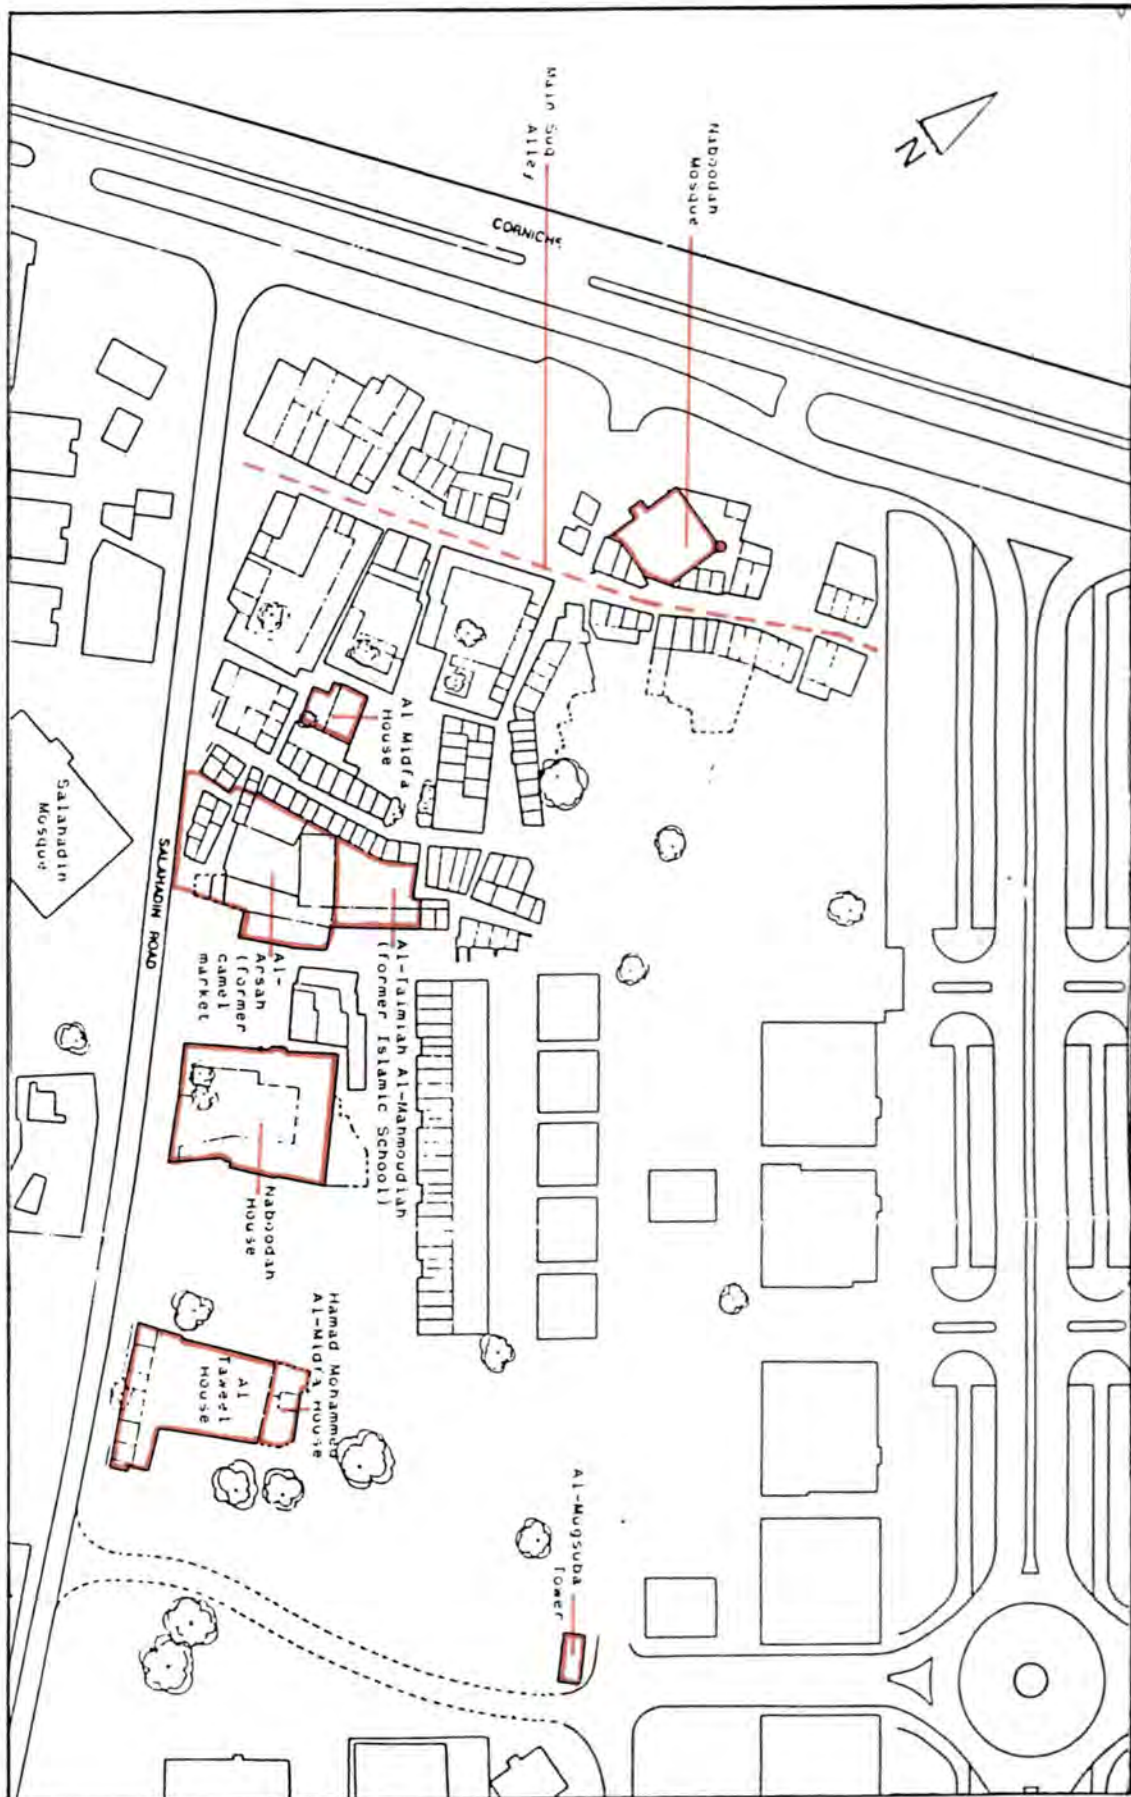 N
CORNICHE
Main Suq
Alley
Naboodah
Mosque
Al Midfa
House
Salahadin
Mosque
SALAHADIN ROAD
Al-
Arsah
(former
camel
market
Al-Taimiah Al-Mahmoudiah
(former Islamic School)
Naboodah
House
Hamad Mohammed
Al-Midfa House
Al
Taweel
House
Al-Mugsuba
Tower